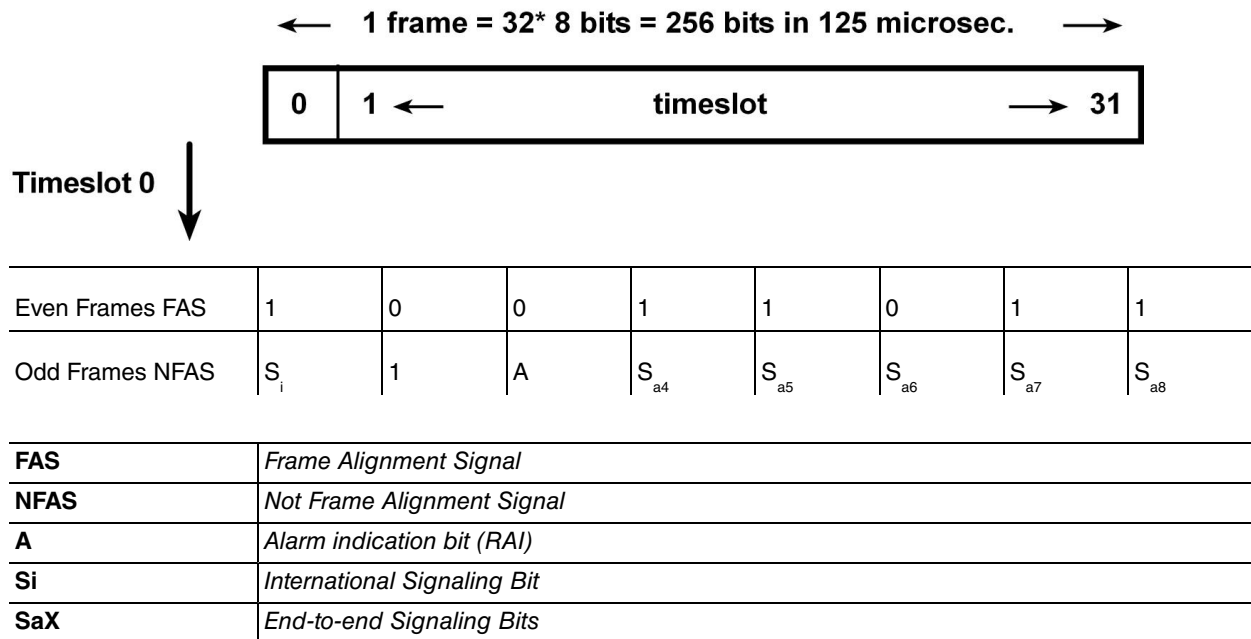 ← 1 frame = 32* 8 bits = 256 bits in 125 microsec. →
0 1 ← timeslot → 31
Timeslot 0
Even Frames FAS 1 0 0 1 1 0 1 1
Odd Frames NFAS Si 1 A Sa4 Sa5 Sa6 Sa7 Sa8
FAS Frame Alignment Signal
NFAS Not Frame Alignment Signal
A Alarm indication bit (RAI)
Si International Signaling Bit
SaX End-to-end Signaling Bits